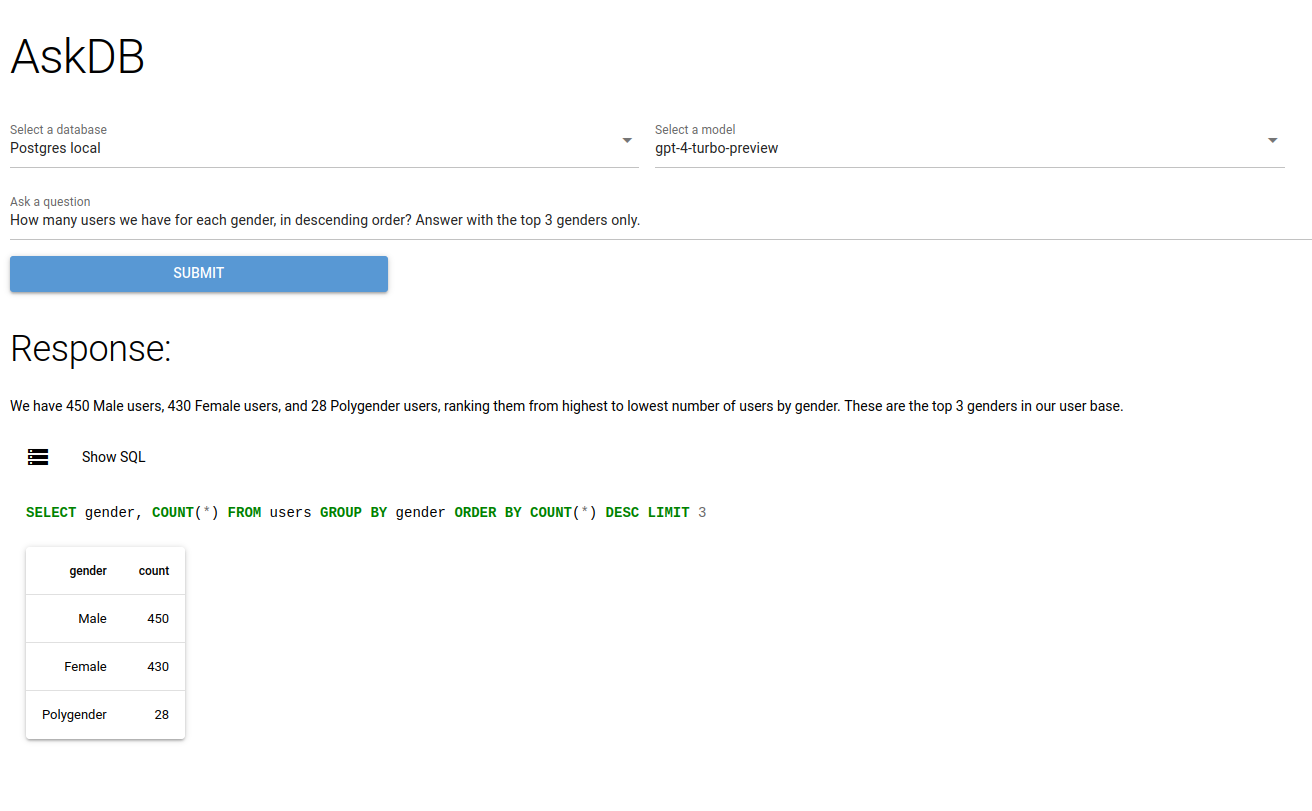 AskDB
Select a database
Select a model
Postgres local
gpt-4-turbo-preview
Ask a question
How many users we have for each gender, in descending order? Answer with the top 3 genders only.
SUBMIT
Response:
We have 450 Male users, 430 Female users, and 28 Polygender users, ranking them from highest to lowest number of users by gender. These are the top 3 genders in our user base.
Show SQL
SELECT gender, COUNT(*) FROM users GROUP BY gender ORDER BY COUNT(*) DESC LIMIT 3
gender count
Male 450
Female 430
Polygender 28